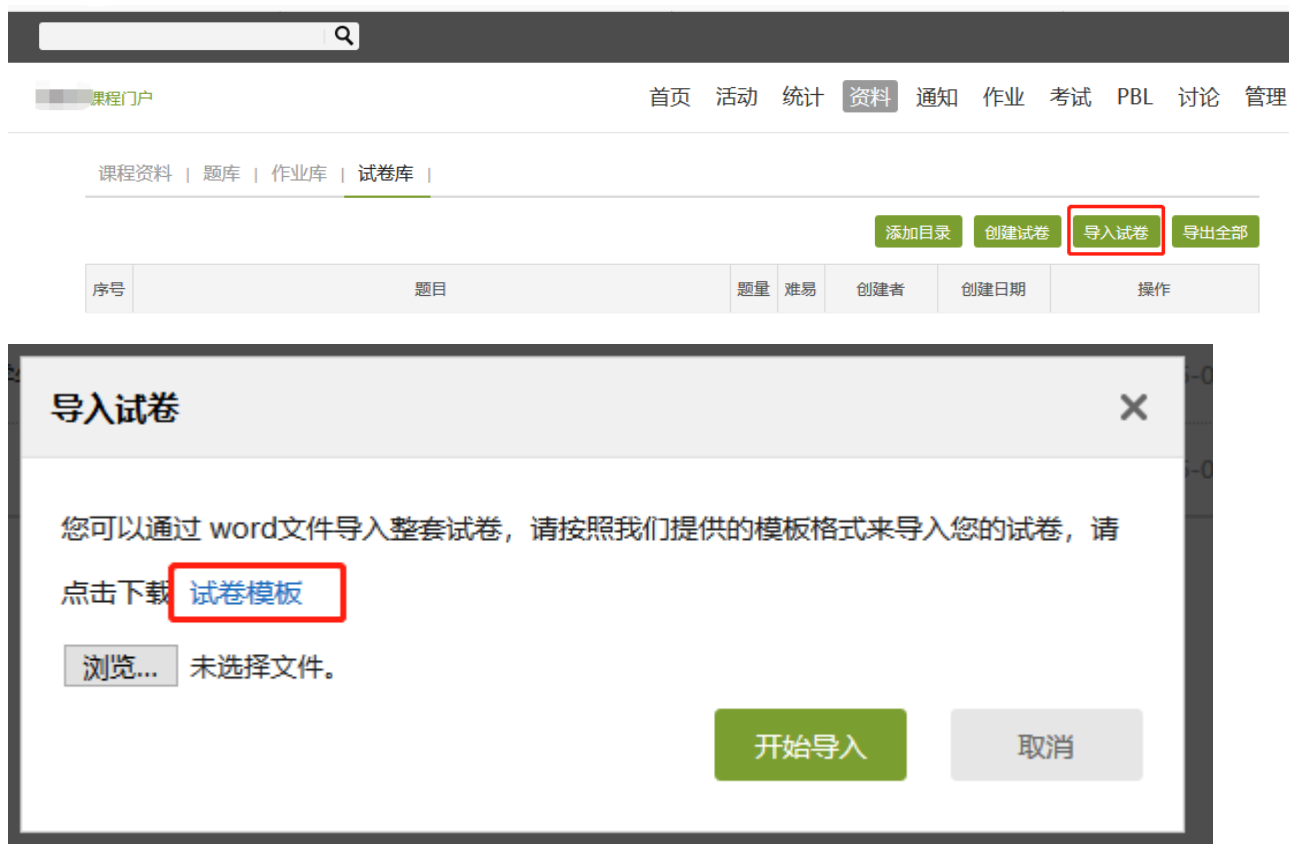 课程门户
首页 活动 统计 资料 通知 作业 考试 PBL 讨论 管理
课程资料 | 题库 | 作业库 | 试卷库 |
添加目录 创建试卷 导入试卷 导出全部
序号 题目 题量 难易 创建者 创建日期 操作
导入试卷
您可以通过 word文件导入整套试卷，请按照我们提供的模板格式来导入您的试卷，请
点击下载 试卷模板
浏览... 未选择文件。
开始导入 取消